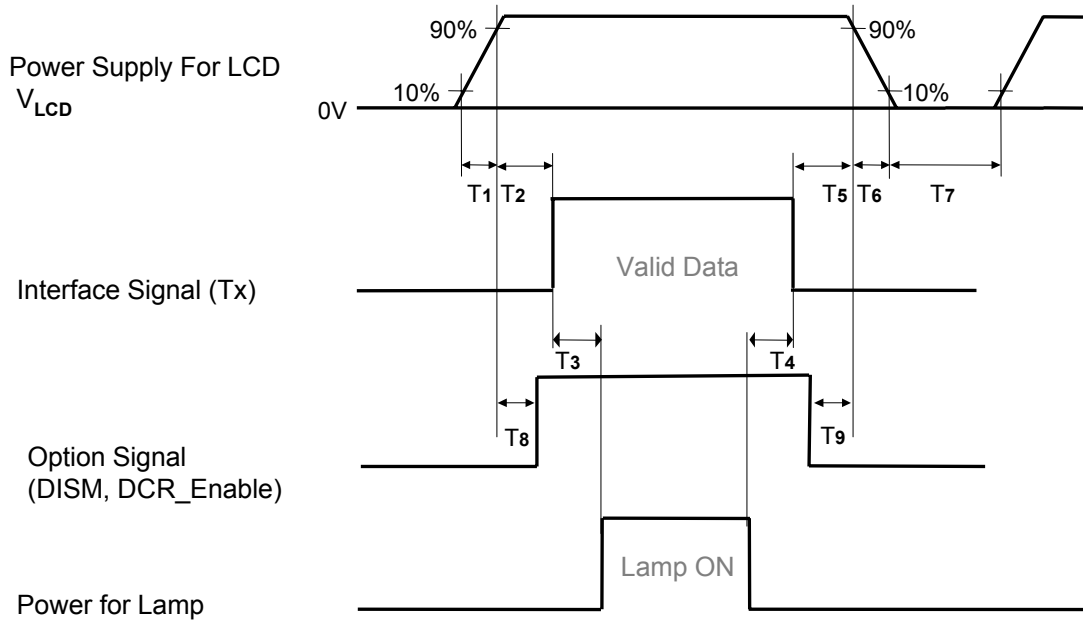 90%
90%
Power Supply For LCD
VLCD
10%
10%
0V
T1
T2
T5
T6
T7
Valid Data
Interface Signal (Tx)
T3
T4
T8
T9
Option Signal
(DISM, DCR_Enable)
Lamp ON
Power for Lamp